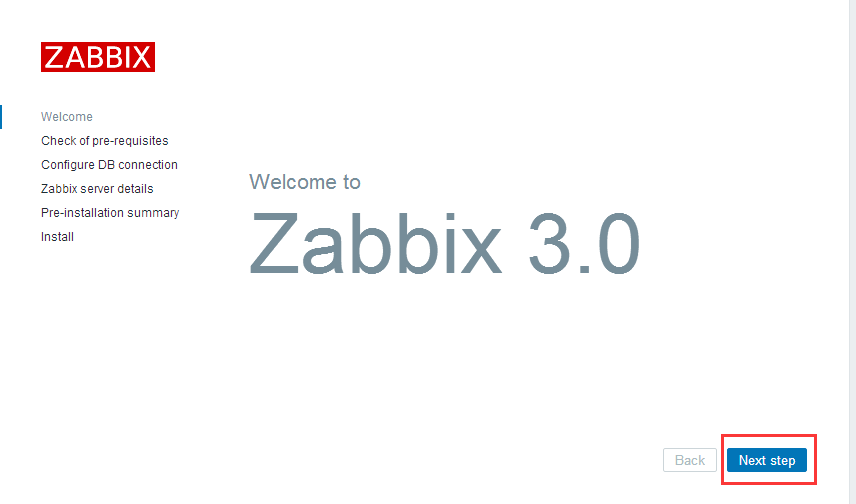 ZABBIX
Welcome
Check of pre-requisites
Configure DB connection
Zabbix server details
Pre-installation summary
Install
Welcome to
Zabbix 3.0
Back
Next step